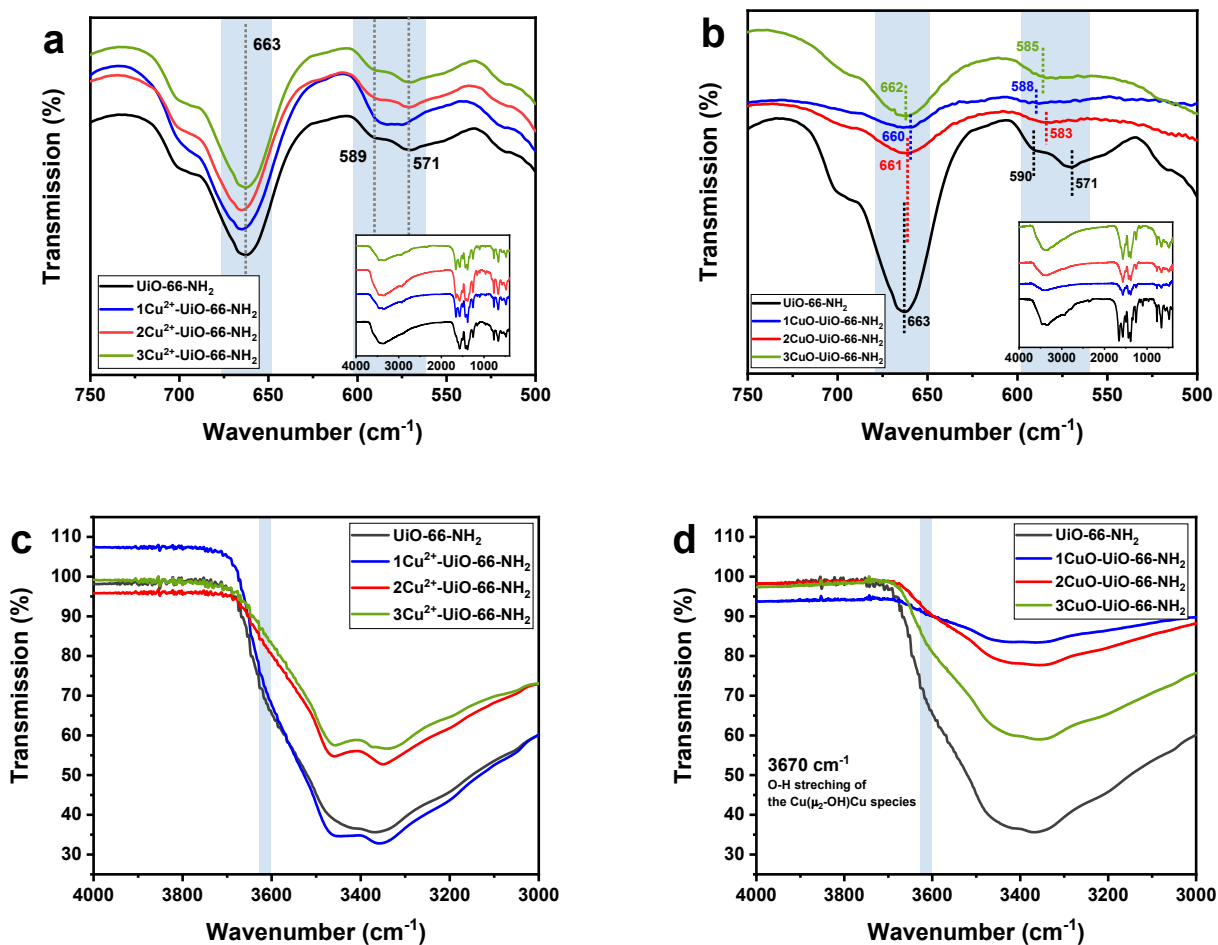 a
663
589
571
Transmission (%)
UiO-66-NH₂
1Cu²⁺-UiO-66-NH₂
2Cu²⁺-UiO-66-NH₂
3Cu²⁺-UiO-66-NH₂
4000 3000 2000 1000
750 700 650 600 550 500
Wavenumber (cm⁻¹)
b
585
662
588
660
583
661
590
571
663
Transmission (%)
UiO-66-NH₂
1CuO-UiO-66-NH₂
2CuO-UiO-66-NH₂
3CuO-UiO-66-NH₂
4000 3000 2000 1000
750 700 650 600 550 500
Wavenumber (cm⁻¹)
c
UiO-66-NH₂
1Cu²⁺-UiO-66-NH₂
2Cu²⁺-UiO-66-NH₂
3Cu²⁺-UiO-66-NH₂
Transmission (%)
110
100
90
80
70
60
50
40
30
4000 3800 3600 3400 3200 3000
Wavenumber (cm⁻¹)
d
UiO-66-NH₂
1CuO-UiO-66-NH₂
2CuO-UiO-66-NH₂
3CuO-UiO-66-NH₂
Transmission (%)
110
100
90
80
70
60
50
40
30
3670 cm⁻¹
O-H streching of
the Cu(μ₂-OH)Cu species
4000 3800 3600 3400 3200 3000
Wavenumber (cm⁻¹)